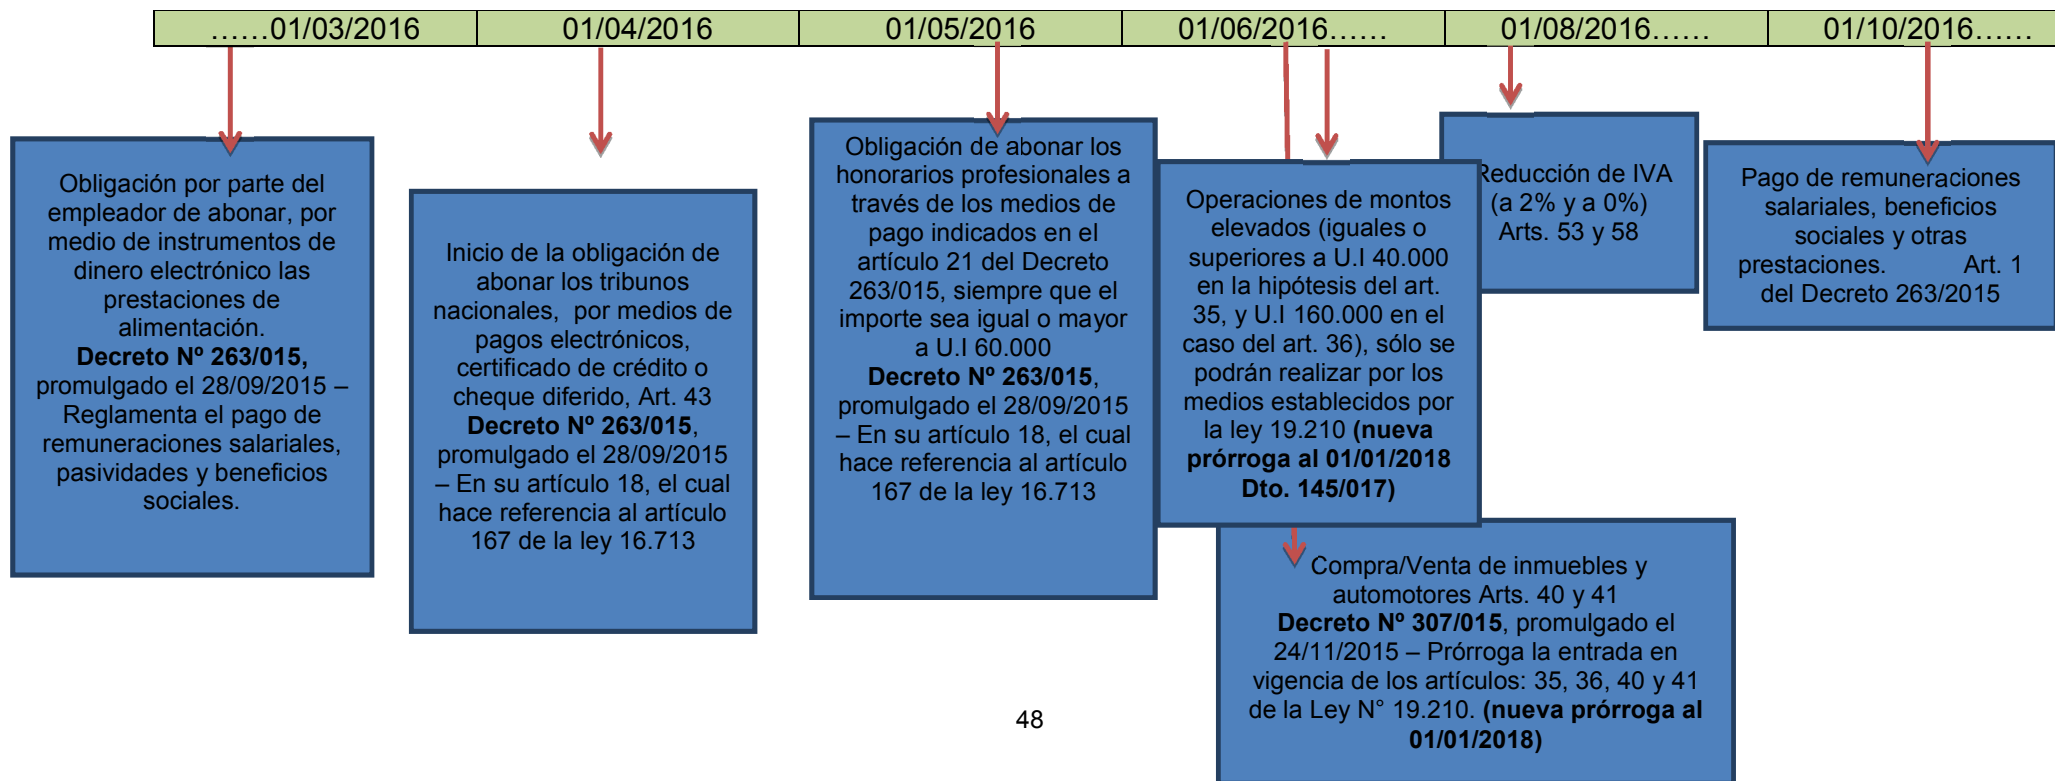 ……01/03/2016
01/04/2016
01/05/2016
01/06/2016……
01/08/2016……
01/10/2016……
Obligación por parte del
empleador de abonar, por
medio de instrumentos de
dinero electrónico las
prestaciones de
alimentación.
Decreto Nº 263/015,
promulgado el 28/09/2015 –
Reglamenta el pago de
remuneraciones salariales,
pasividades y beneficios
sociales.
Inicio de la obligación de
abonar los tribunos
nacionales, por medios de
pagos electrónicos,
certificado de crédito o
cheque diferido, Art. 43
Decreto Nº 263/015,
promulgado el 28/09/2015
– En su artículo 18, el cual
hace referencia al artículo
167 de la ley 16.713
Obligación de abonar los
honorarios profesionales a
través de los medios de
pago indicados en el
artículo 21 del Decreto
263/015, siempre que el
importe sea igual o mayor
a U.I 60.000
Decreto Nº 263/015,
promulgado el 28/09/2015
– En su artículo 18, el cual
hace referencia al artículo
167 de la ley 16.713
Operaciones de montos
elevados (iguales o
superiores a U.I 40.000
en la hipótesis del art.
35, y U.I 160.000 en el
caso del art. 36), sólo se
podrán realizar por los
medios establecidos por
la ley 19.210 (nueva
prórroga al 01/01/2018
Dto. 145/017)
Compra/Venta de inmuebles y
automotores Arts. 40 y 41
Decreto Nº 307/015, promulgado el
24/11/2015 – Prórroga la entrada en
vigencia de los artículos: 35, 36, 40 y 41
de la Ley N° 19.210. (nueva prórroga al
01/01/2018)
Reducción de IVA
(a 2% y a 0%)
Arts. 53 y 58
Pago de remuneraciones
salariales, beneficios
sociales y otras
prestaciones. Art. 1
del Decreto 263/2015
48